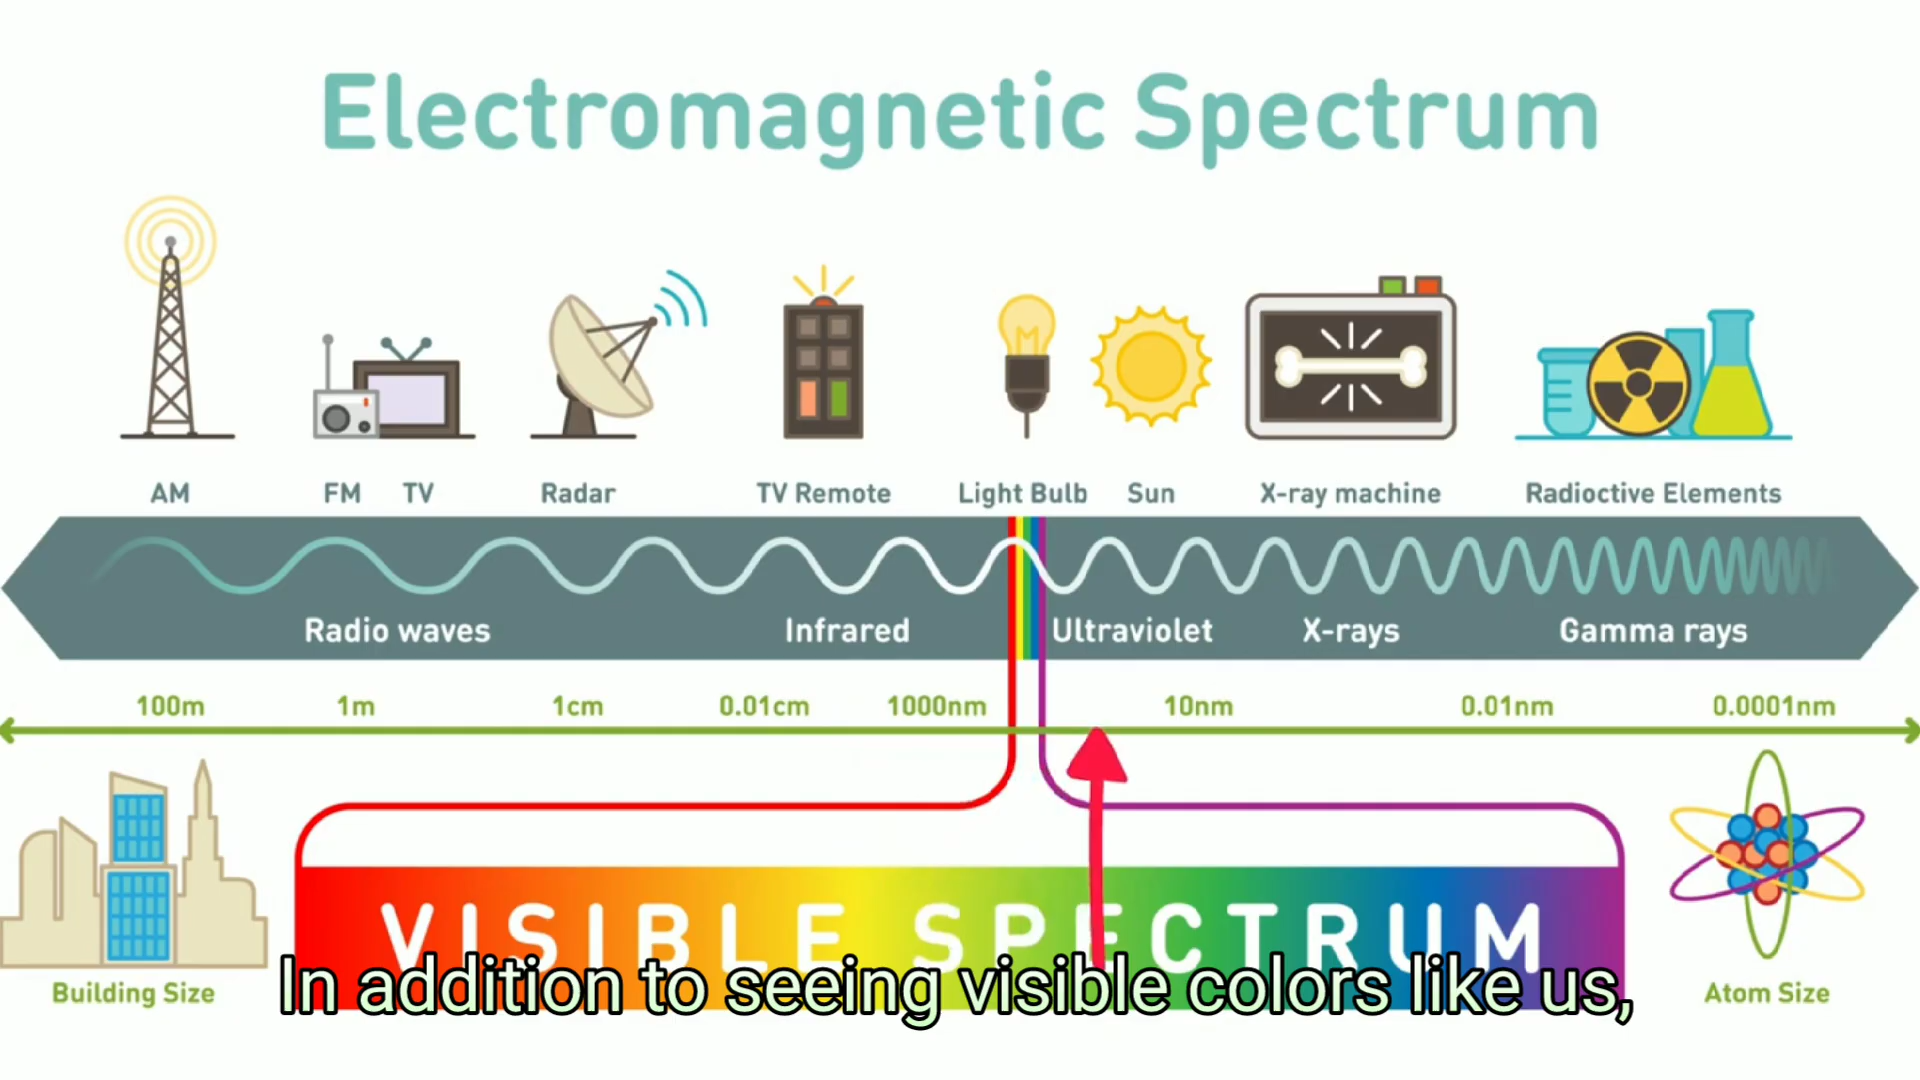 Electromagnetic Spectrum
AM FM TV Radar TV Remote Light Bulb Sun X-ray machine Radioctive Elements
Radio waves Infrared Ultraviolet X-rays Gamma rays
100m 1m 1cm 0.01cm 1000nm 10nm 0.01nm 0.0001nm
VISIBLE SPECTRUM
Building Size Atom Size
In addition to seeing visible colors like us,